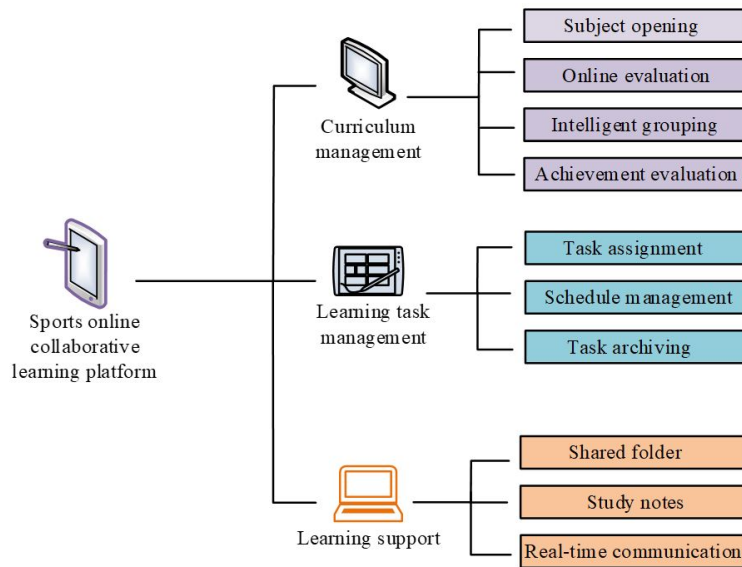 Sports online
collaborative
learning platform
Curriculum
management
Subject opening
Online evaluation
Intelligent grouping
Achievement evaluation
Learning task
management
Task assignment
Schedule management
Task archiving
Learning support
Shared folder
Study notes
Real-time communication